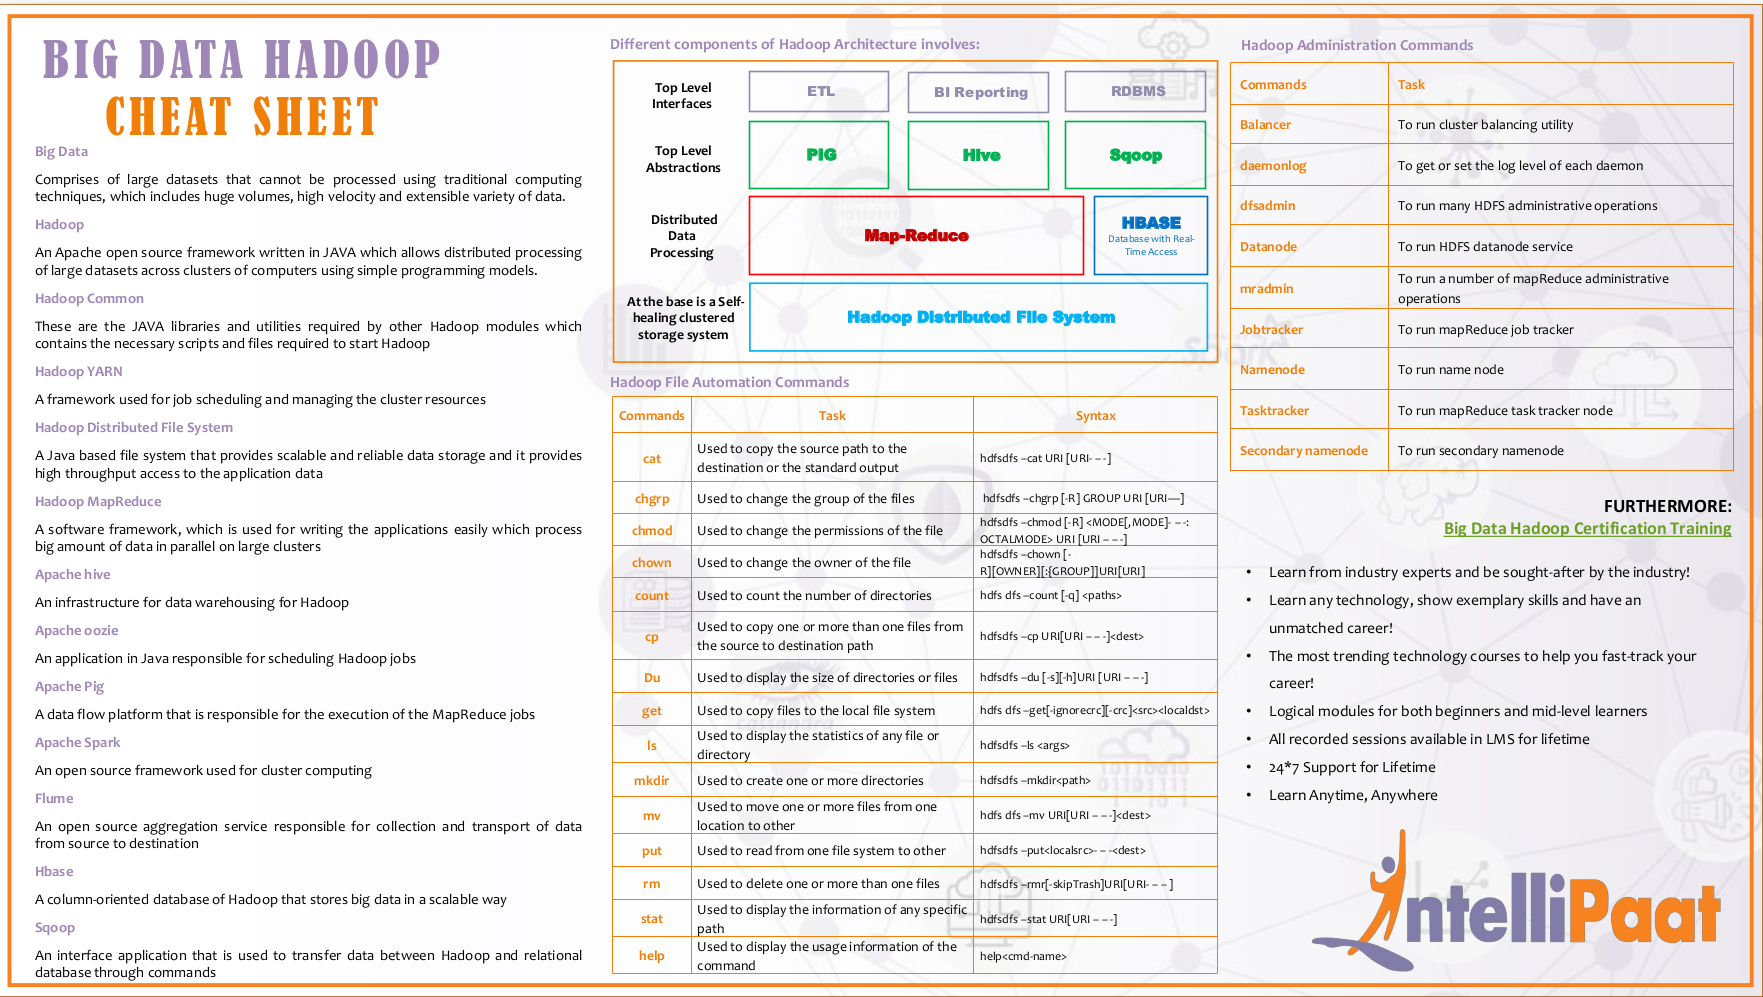 BIG DATA HADOOP
CHEAT SHEET
Big Data
Comprises of large datasets that cannot be processed using traditional computing
techniques, which includes huge volumes, high velocity and extensible variety of data.
Hadoop
An Apache open source framework written in JAVA which allows distributed processing
of large datasets across clusters of computers using simple programming models.
Hadoop Common
These are the JAVA libraries and utilities required by other Hadoop modules which
contains the necessary scripts and files required to start Hadoop
Hadoop YARN
A framework used for job scheduling and managing the cluster resources
Hadoop Distributed File System
A Java based file system that provides scalable and reliable data storage and it provides
high throughput access to the application data
Hadoop MapReduce
A software framework, which is used for writing the applications easily which process
big amount of data in parallel on large clusters
Apache hive
An infrastructure for data warehousing for Hadoop
Apache oozie
An application in Java responsible for scheduling Hadoop jobs
Apache Pig
A data flow platform that is responsible for the execution of the MapReduce jobs
Apache Spark
An open source framework used for cluster computing
Flume
An open source aggregation service responsible for collection and transport of data
from source to destination
Hbase
A column-oriented database of Hadoop that stores big data in a scalable way
Sqoop
An interface application that is used to transfer data between Hadoop and relational
database through commands
Different components of Hadoop Architecture involves:
Top Level
Interfaces
ETL
BI Reporting
RDBMS
Top Level
Abstractions
PIG
Hive
Sqoop
Distributed
Data
Processing
Map-Reduce
HBASE
Database with Real-
Time Access
At the base is a Self-
healing clustered
storage system
Hadoop Distributed File System
Hadoop File Automation Commands
Commands Task Syntax
cat
Used to copy the source path to the
destination or the standard output
hdfsdfs –cat URI [URI- – -]
chgrp Used to change the group of the files hdfsdfs –chgrp [-R] GROUP URI [URI—]
chmod Used to change the permissions of the file
hdfsdfs –chmod [-R] <MODE[,MODE]- – -:
OCTALMODE> URI [URI – – -]
chown Used to change the owner of the file
hdfsdfs –chown [-
R][OWNER][:{GROUP]]URI[URI]
count Used to count the number of directories hdfs dfs –count [-q] <paths>
cp
Used to copy one or more than one files from
the source to destination path
hdfsdfs –cp URI[URI – – -]<dest>
Du Used to display the size of directories or files hdfsdfs –du [-s][-h]URI [URI – – -]
get Used to copy files to the local file system hdfs dfs –get[-ignorecrc][-crc]<src><localdst>
ls
Used to display the statistics of any file or
directory
hdfsdfs –ls <args>
mkdir Used to create one or more directories hdfsdfs –mkdir<path>
mv
Used to move one or more files from one
location to other
hdfs dfs –mv URI[URI – – -]<dest>
put Used to read from one file system to other hdfsdfs –put<localsrc>- – -<dest>
rm Used to delete one or more than one files hdfsdfs –rmr[-skipTrash]URI[URI- – – ]
stat
Used to display the information of any specific
path
hdfsdfs –stat URI[URI – – -]
help
Used to display the usage information of the
command
help<cmd-name>
Hadoop Administration Commands
Commands Task
Balancer To run cluster balancing utility
daemonlog To get or set the log level of each daemon
dfsadmin To run many HDFS administrative operations
Datanode To run HDFS datanode service
mradmin
To run a number of mapReduce administrative
operations
Jobtracker To run mapReduce job tracker
Namenode To run name node
Tasktracker To run mapReduce task tracker node
Secondary namenode To run secondary namenode
FURTHERMORE:
Big Data Hadoop Certification Training
• Learn from industry experts and be sought-after by the industry!
• Learn any technology, show exemplary skills and have an
unmatched career!
• The most trending technology courses to help you fast-track your
career!
• Logical modules for both beginners and mid-level learners
• All recorded sessions available in LMS for lifetime
• 24*7 Support for Lifetime
• Learn Anytime, Anywhere
IntelliPaat